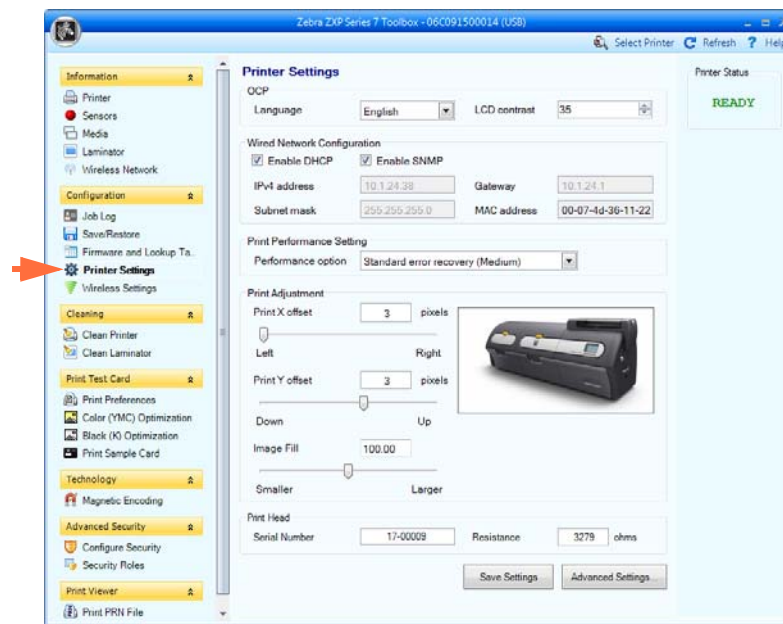 Zebra ZXP Series 7 Toolbox - 06C091500014 (USB)
Select Printer Refresh ? Help
Information
Printer
Sensors
Media
Laminator
Wireless Network
Configuration
Job Log
Save/Restore
Firmware and Lookup Ta..
Printer Settings
Wireless Settings
Cleaning
Clean Printer
Clean Laminator
Print Test Card
Print Preferences
Color (YMC) Optimization
Black (K) Optimization
Print Sample Card
Technology
Magnetic Encoding
Advanced Security
Configure Security
Security Roles
Print Viewer
Print PRN File
Printer Settings
OCP
Language English LCD contrast 35
Wired Network Configuration
Enable DHCP Enable SNMP
IPv4 address 10.1.24.38 Gateway 10.1.24.1
Subnet mask 255.255.255.0 MAC address 00-07-4d-36-11-22
Print Performance Setting
Performance option Standard error recovery (Medium)
Print Adjustment
Print X offset 3 pixels
Left Right
Print Y offset 3 pixels
Down Up
Image Fill 100.00
Smaller Larger
Print Head
Serial Number 17-00009 Resistance 3279 ohms
Save Settings Advanced Settings...
Printer Status
READY